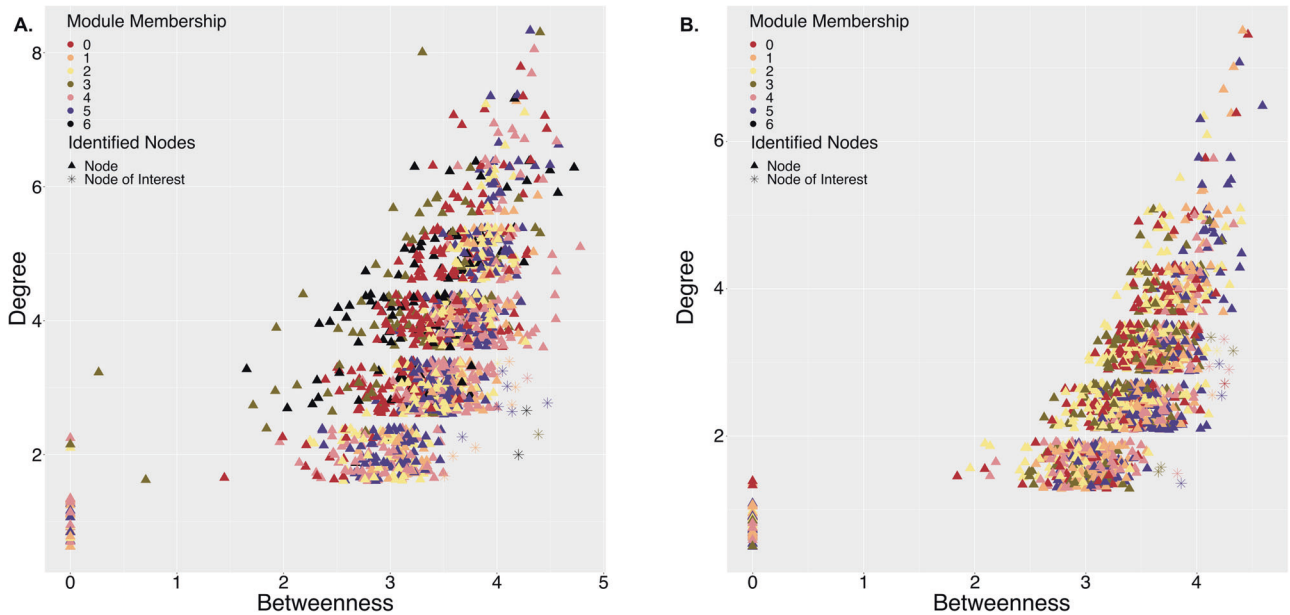 A.
Module Membership
0
1
2
3
4
5
6
Identified Nodes
Node
Node of Interest
Degree
8
6
4
2
0
1
2
3
4
5
Betweenness
B.
Module Membership
0
1
2
3
4
5
6
Identified Nodes
Node
Node of Interest
Degree
6
4
2
0
1
2
3
4
Betweenness